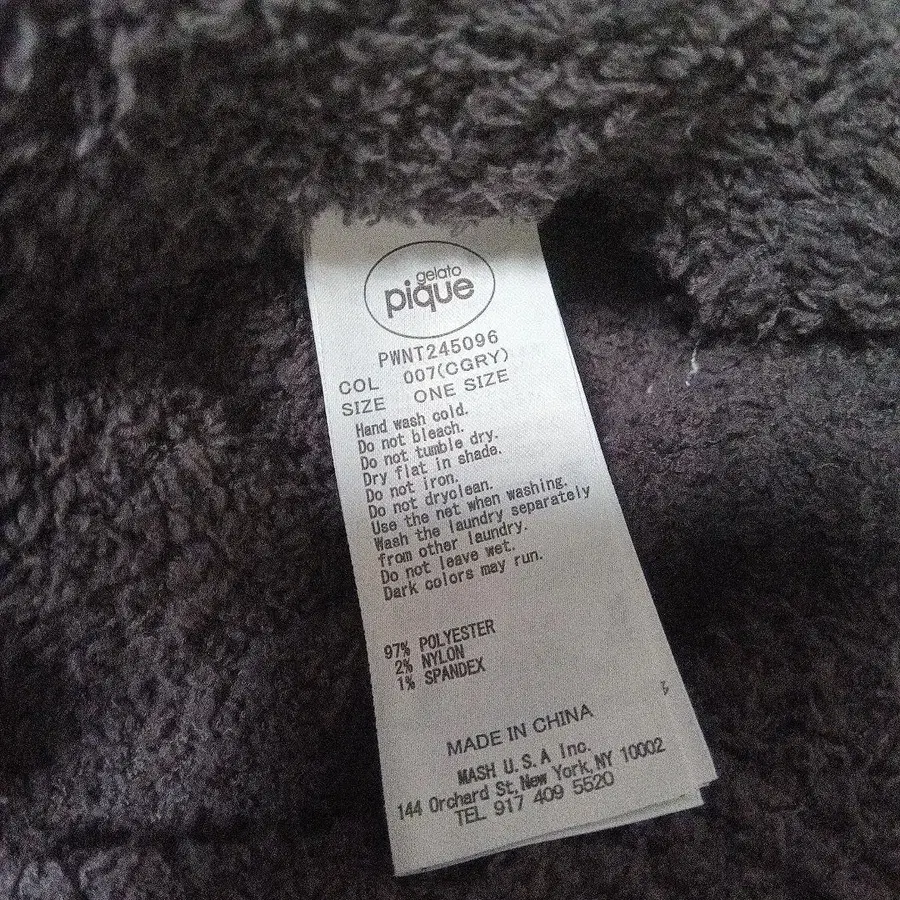 gelato
pique
PWNT245096
COL 007(CGRY)
SIZE ONE SIZE
Hand wash cold.
Do not bleach.
Do not tumble dry.
Dry flat in shade.
Do not iron.
Do not dryclean.
Use the net when washing.
Wash the laundry separately
from other laundry.
Do not leave wet.
Dark colors may run.
97% POLYESTER
2% NYLON
1% SPANDEX
MADE IN CHINA
MASH U.S.A Inc.
144 Orchard St,New York,NY 10002
TEL 917 409 5520